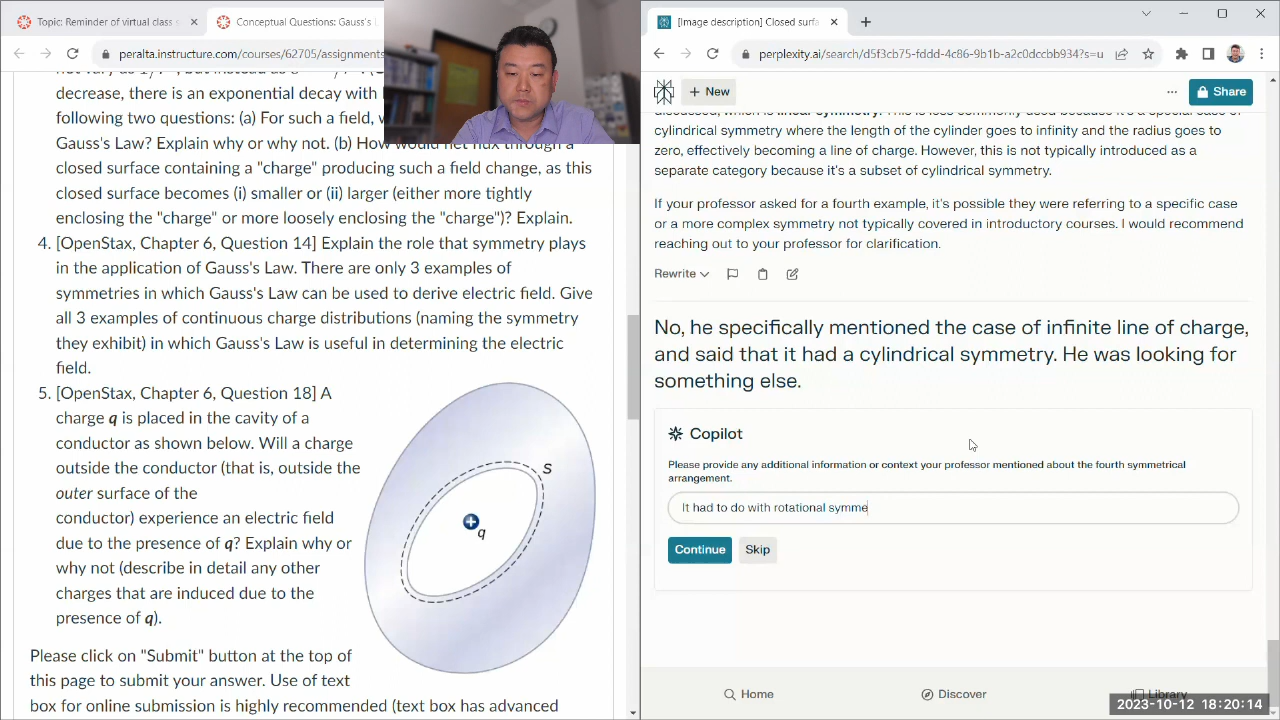 Topic: Reminder of virtual class s
Conceptual Questions: Gauss's L
peralta.instructure.com/courses/62705/assignments
decrease, there is an exponential decay with
following two questions: (a) For such a field, w
Gauss's Law? Explain why or why not. (b) How would net flux through a
closed surface containing a "charge" producing such a field change, as this
closed surface becomes (i) smaller or (ii) larger (either more tightly
enclosing the "charge" or more loosely enclosing the "charge")? Explain.
4. [OpenStax, Chapter 6, Question 14] Explain the role that symmetry plays
in the application of Gauss's Law. There are only 3 examples of
symmetries in which Gauss's Law can be used to derive electric field. Give
all 3 examples of continuous charge distributions (naming the symmetry
they exhibit) in which Gauss's Law is useful in determining the electric
field.
5. [OpenStax, Chapter 6, Question 18] A
charge q is placed in the cavity of a
conductor as shown below. Will a charge
outside the conductor (that is, outside the
outer surface of the
conductor) experience an electric field
due to the presence of q? Explain why or
why not (describe in detail any other
charges that are induced due to the
presence of q).
S
q
Please click on "Submit" button at the top of
this page to submit your answer. Use of text
box for online submission is highly recommended (text box has advanced
[Image description] Closed surfa
perplexity.ai/search/d5f3cb75-fddd-4c86-9b1b-a2c0dccbb934?s=u
+ New
Share
cylindrical symmetry where the length of the cylinder goes to infinity and the radius goes to
zero, effectively becoming a line of charge. However, this is not typically introduced as a
separate category because it's a subset of cylindrical symmetry.
If your professor asked for a fourth example, it's possible they were referring to a specific case
or a more complex symmetry not typically covered in introductory courses. I would recommend
reaching out to your professor for clarification.
Rewrite
No, he specifically mentioned the case of infinite line of charge,
and said that it had a cylindrical symmetry. He was looking for
something else.
Copilot
Please provide any additional information or context your professor mentioned about the fourth symmetrical
arrangement.
It had to do with rotational symme
Continue
Skip
Home
Discover
Library
2023-10-12 18:20:14